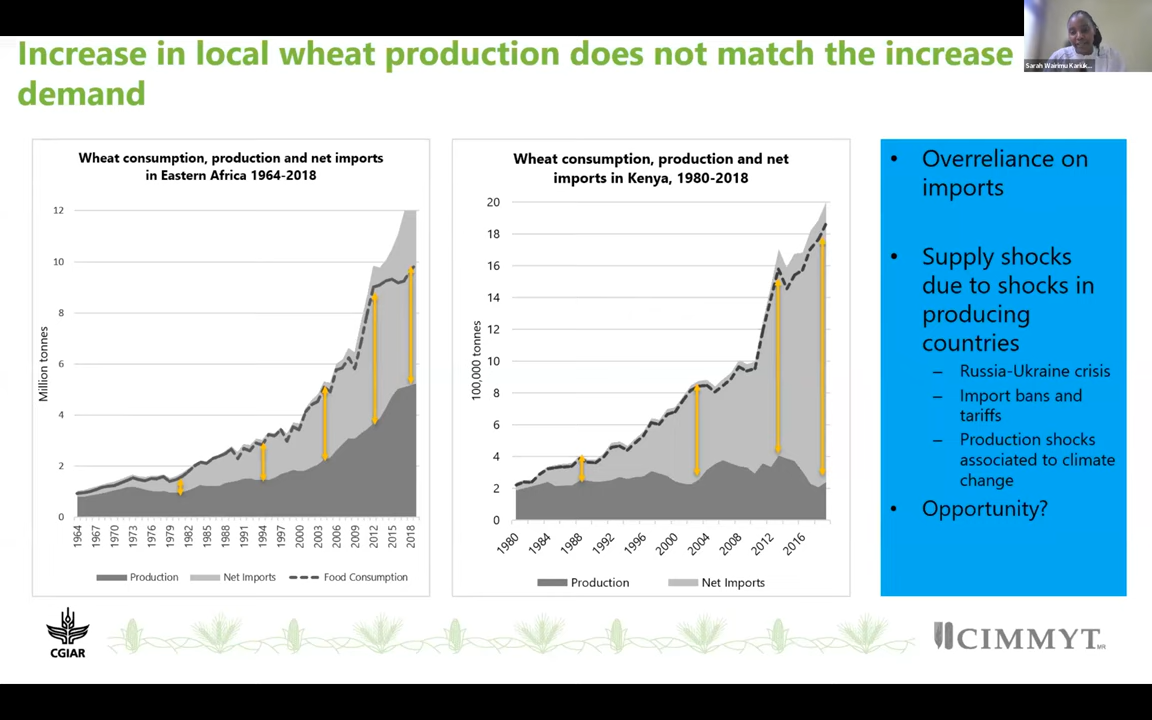 Increase in local wheat production does not match the increase
demand
Sarah Wairimu Kariuk...
Wheat consumption, production and net imports
in Eastern Africa 1964-2018
Million tonnes
12
10
8
6
4
2
0
1964
1967
1970
1973
1976
1979
1982
1985
1988
1991
1994
1997
2000
2003
2006
2009
2012
2015
2018
Production
Net Imports
Food Consumption
Wheat consumption, production and net
imports in Kenya, 1980-2018
100,000 tonnes
20
18
16
14
12
10
8
6
4
2
0
1980
1984
1988
1992
1996
2000
2004
2008
2012
2016
Production
Net Imports
• Overreliance on
imports
• Supply shocks
due to shocks in
producing
countries
– Russia-Ukraine crisis
– Import bans and
tariffs
– Production shocks
associated to climate
change
• Opportunity?
CGIAR
CIMMYT
MR